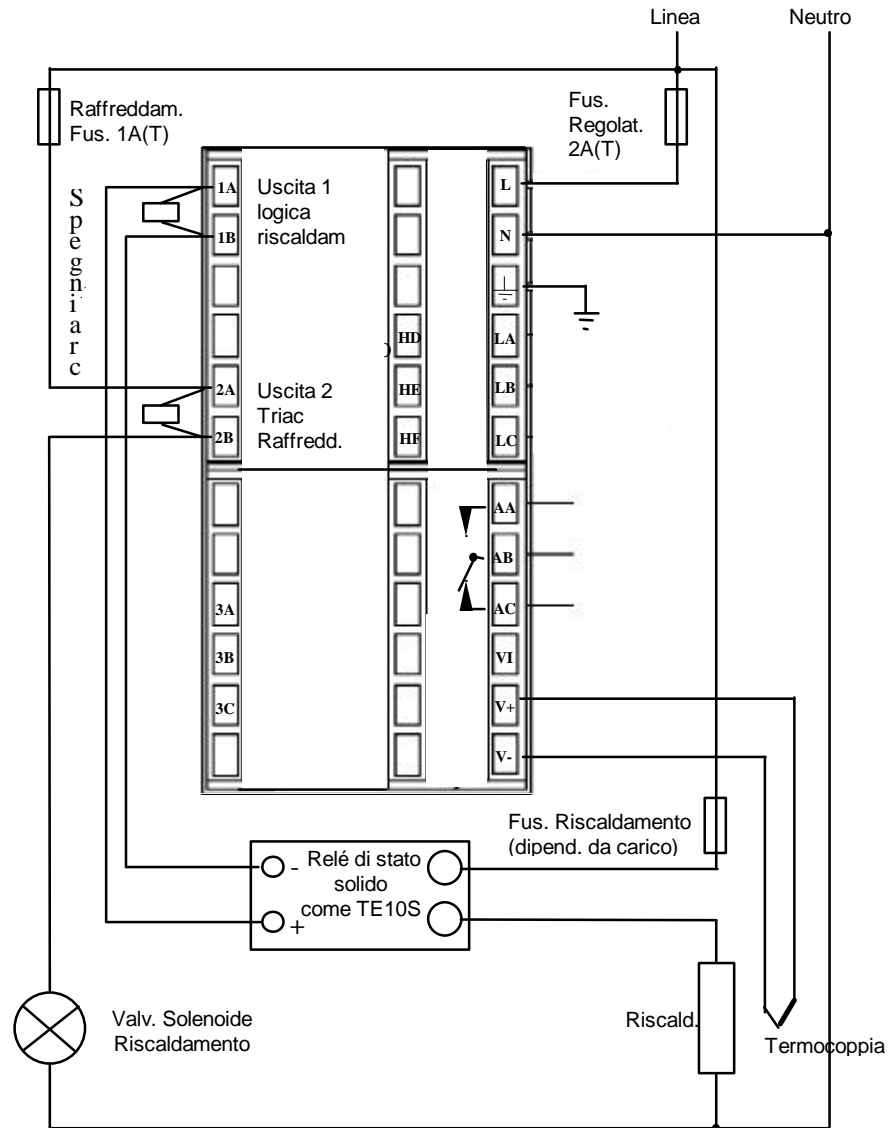 Linea
Neutro
Raffreddam.
Fus. 1A(T)
Fus.
Regolat.
2A(T)
Spegniarc
1A
1B
2A
2B
Uscita 1
logica
riscaldam
Uscita 2
Triac
Raffredd.
HD
HE
HF
L
N
LA
LB
LC
3A
3B
3C
AA
AB
AC
VI
V+
V-
Fus. Riscaldamento
(dipend. da carico)
- Relé di stato
solido
come TE10S
+
Valv. Solenoide
Riscaldamento
Riscald.
Termocoppia